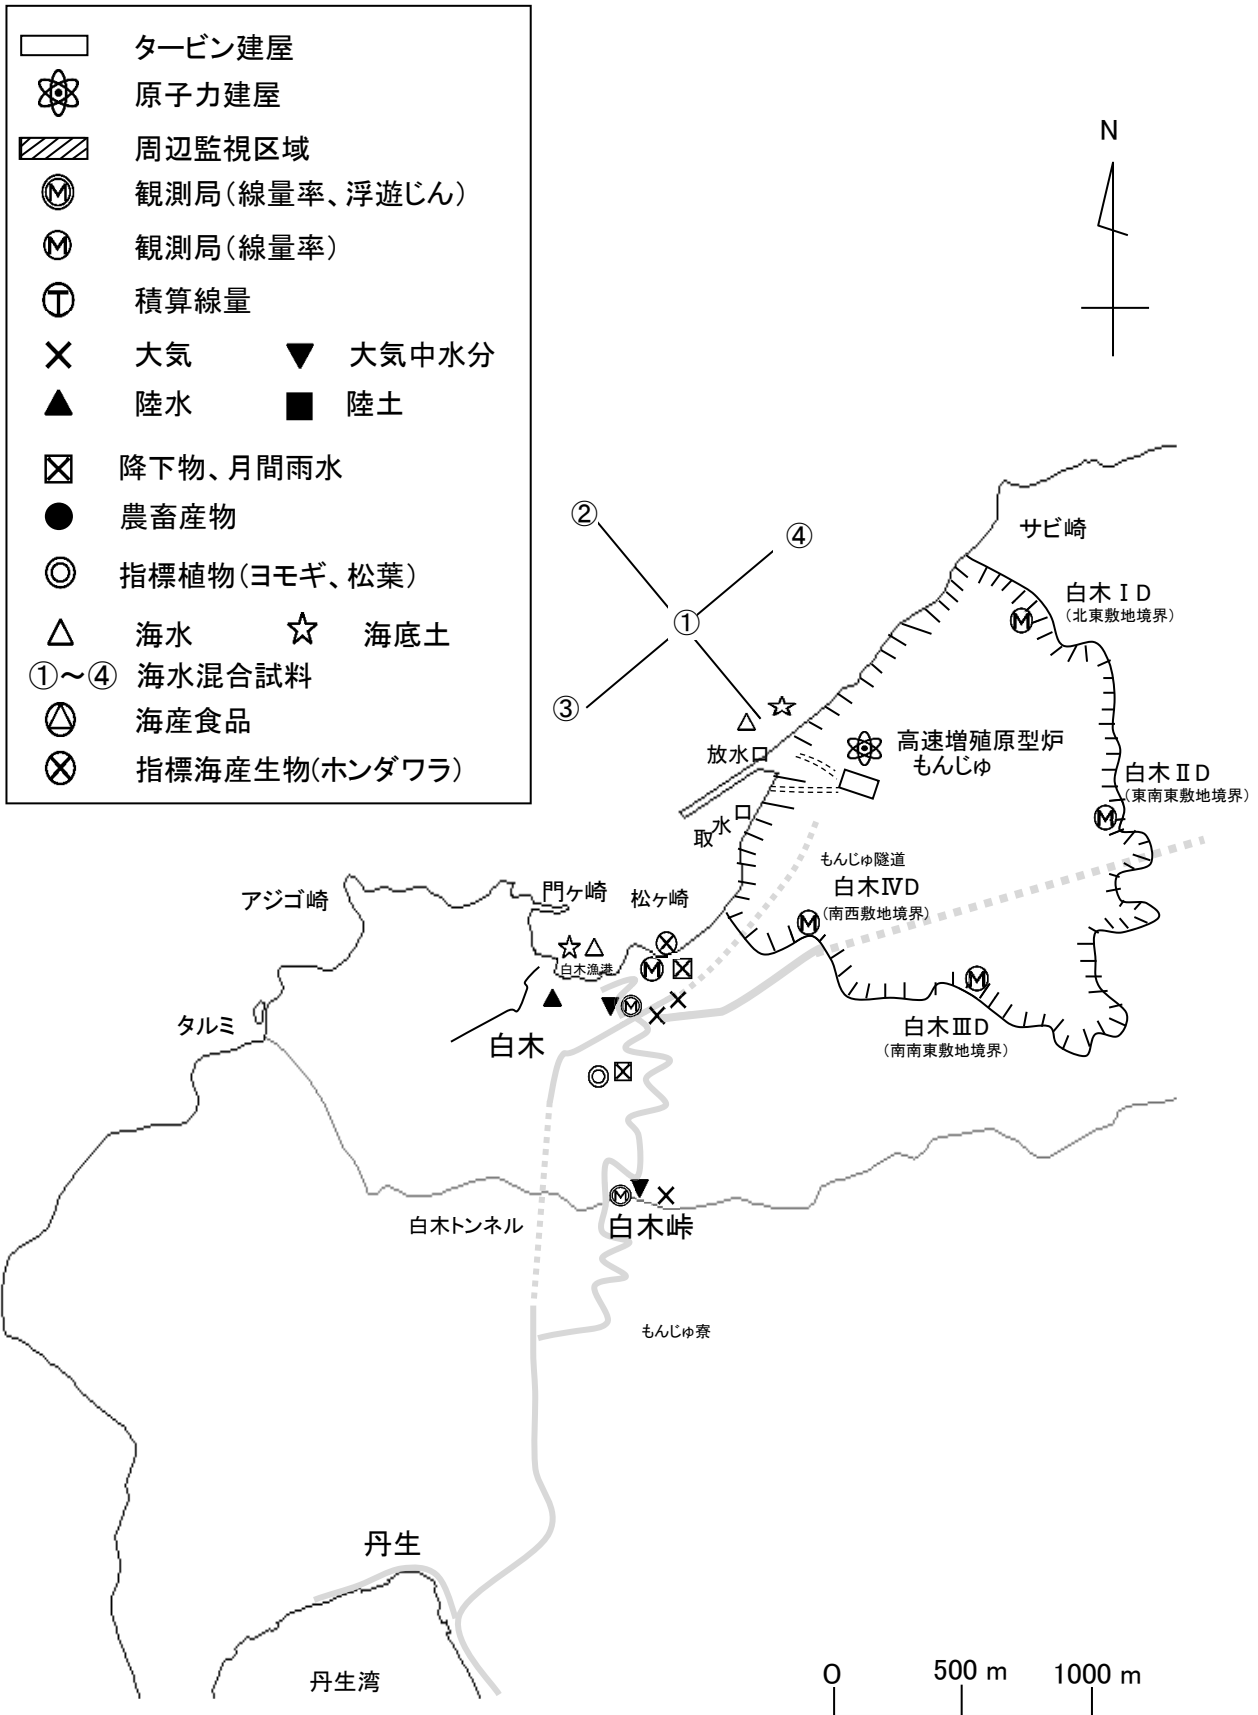 タービン建屋
原子力建屋
周辺監視区域
Ⓜ 観測局(線量率、浮遊じん)
Ⓜ 観測局(線量率)
Ⓣ 積算線量
大気
大気中水分
陸水
陸土
降下物、月間雨水
農畜産物
指標植物(ヨモギ、松葉)
海水
海底土
①～④ 海水混合試料
海産食品
指標海産生物(ホンダワラ)
N
②
④
①
③
サビ崎
白木ⅠD
(北東敷地境界)
Ⓜ
放水口
高速増殖原型炉
もんじゅ
白木ⅡD
(東南東敷地境界)
Ⓜ
取水口
もんじゅ隧道
白木ⅣD
(南西敷地境界)
Ⓜ
アジゴ崎
門ヶ崎
松ヶ崎
白木漁港
Ⓜ
Ⓜ
Ⓜ
タルミ
白木
白木ⅢD
(南南東敷地境界)
Ⓜ
白木トンネル
白木峠
もんじゅ寮
丹生
丹生湾
O
500 m
1000 m